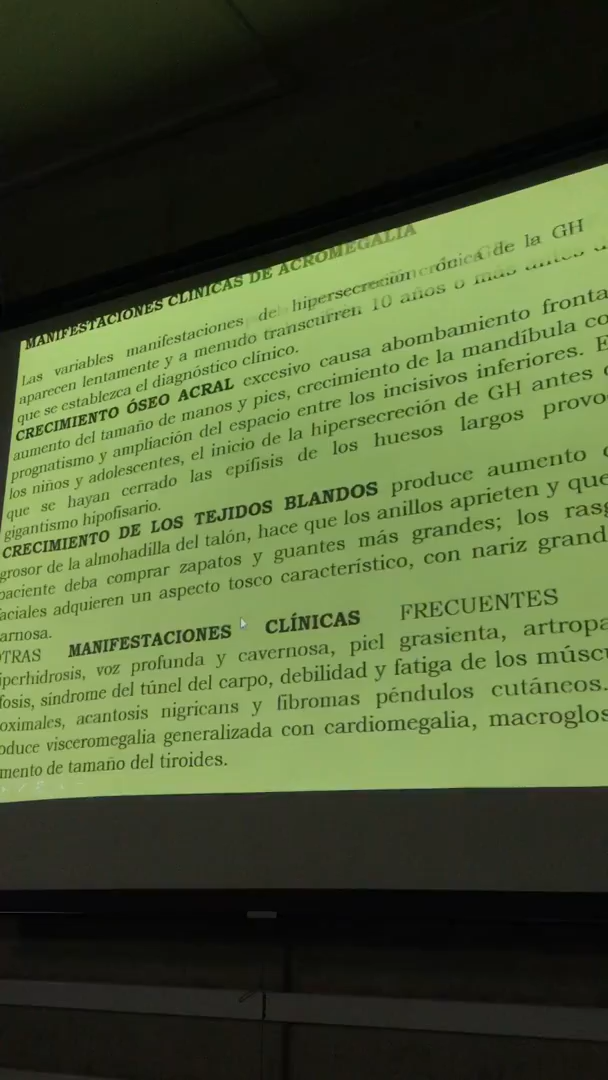 MANIFESTACIONES CLÍNICAS DE ACROMEGALIA
Las variables manifestaciones de hipersecreción crónica de la GH
aparecen lentamente y a menudo transcurren 10 años o más antes
que se establezca el diagnóstico clínico.
CRECIMIENTO ÓSEO ACRAL excesivo causa abombamiento fronta
aumento del tamaño de manos y pies, crecimiento de la mandíbula co
prognatismo y ampliación del espacio entre los incisivos inferiores. E
los niños y adolescentes, el inicio de la hipersecreción de GH antes
que se hayan cerrado las epífisis de los huesos largos provo
gigantismo hipofisario.
CRECIMIENTO DE LOS TEJIDOS BLANDOS produce aumento
grosor de la almohadilla del talón, hace que los anillos aprieten y que
paciente deba comprar zapatos y guantes más grandes; los rasg
faciales adquieren un aspecto tosco característico, con nariz grand
arnosa.
TRAS MANIFESTACIONES CLÍNICAS FRECUENTES
iperhidrosis, voz profunda y cavernosa, piel grasienta, artropa
fosis, síndrome del túnel del carpo, debilidad y fatiga de los múscu
oximales, acantosis nigricans y fibromas péndulos cutáneos.
oduce visceromegalia generalizada con cardiomegalia, macroglos
mento de tamaño del tiroides.